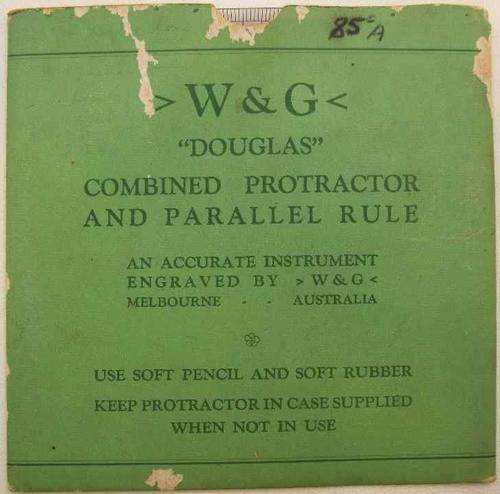 85c A
> W & G <
"DOUGLAS"
COMBINED PROTRACTOR
AND PARALLEL RULE
AN ACCURATE INSTRUMENT
ENGRAVED BY > W & G <
MELBOURNE - - AUSTRALIA
USE SOFT PENCIL AND SOFT RUBBER
KEEP PROTRACTOR IN CASE SUPPLIED
WHEN NOT IN USE